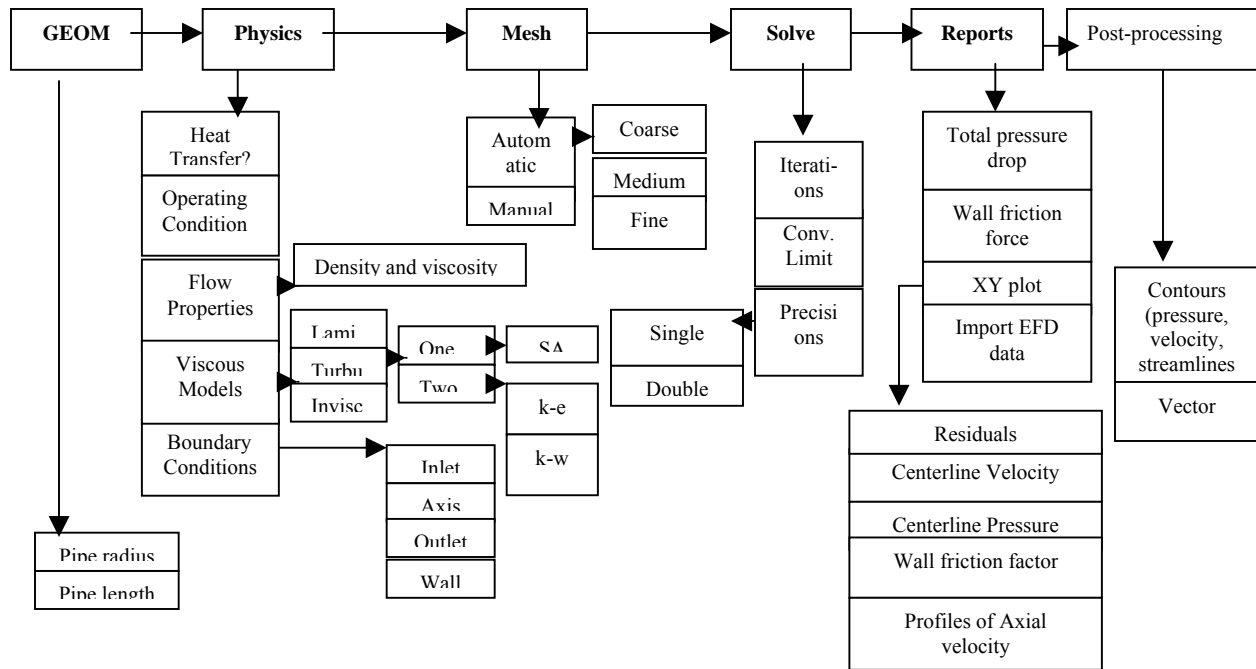 GEOM
Physics
Mesh
Solve
Reports
Post-processing
Heat
Transfer?
Operating
Condition
Flow
Properties
Viscous
Models
Boundary
Conditions
Density and viscosity
Lami
Turbu
Invisc
One
Two
SA
k-e
k-w
Inlet
Axis
Outlet
Wall
Pipe radius
Pipe length
Autom
atic
Manual
Coarse
Medium
Fine
Iterati-
ons
Conv.
Limit
Precisi
ons
Single
Double
Total pressure
drop
Wall friction
force
XY plot
Import EFD
data
Residuals
Centerline Velocity
Centerline Pressure
Wall friction factor
Profiles of Axial
velocity
Contours
(pressure,
velocity,
streamlines
Vector